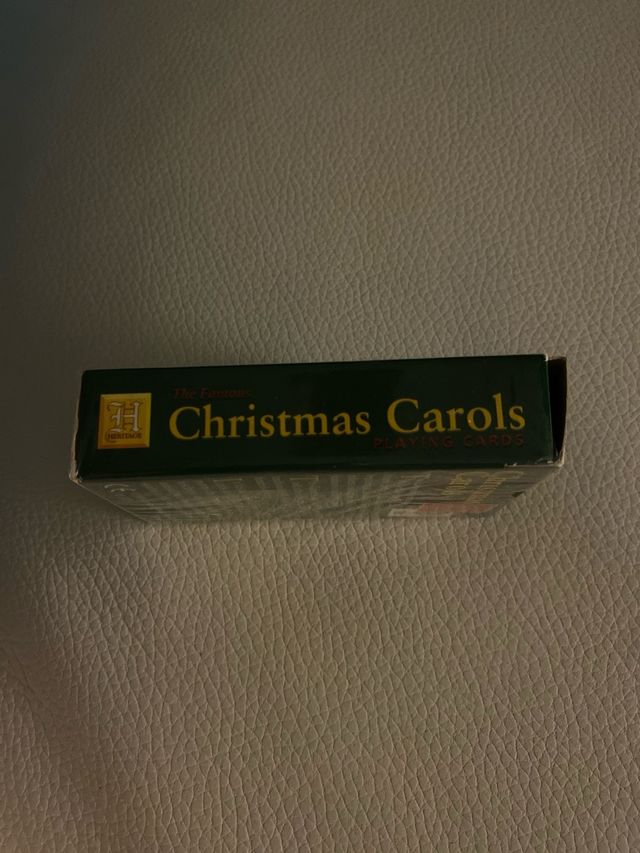 H
HERITAGE
The Famous
Christmas Carols
PLAYING CARDS